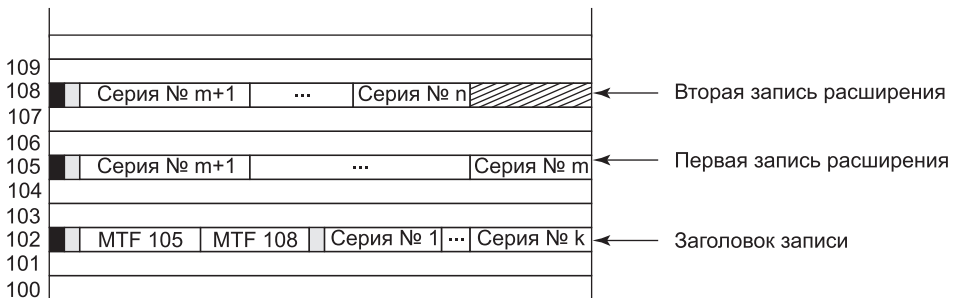 109
108 Серия № m+1 ... Серия № n Вторая запись расширения
107
106
105 Серия № m+1 ... Серия № m Первая запись расширения
104
103
102 MTF 105 MTF 108 Серия № 1 ... Серия № k Заголовок записи
101
100